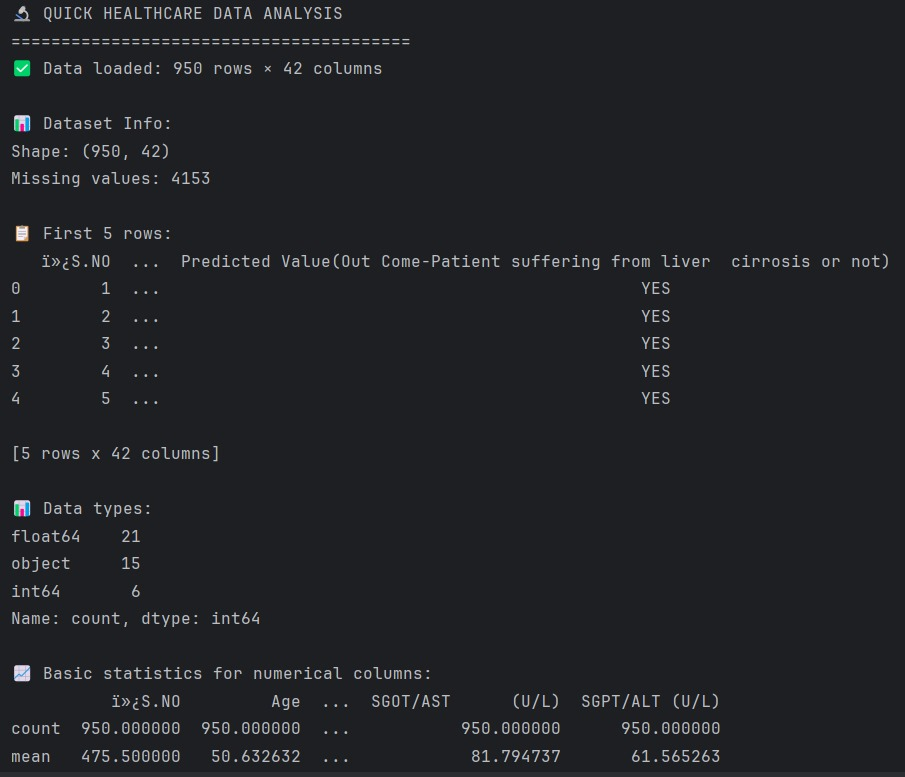 🔬 QUICK HEALTHCARE DATA ANALYSIS
========================================
✅ Data loaded: 950 rows × 42 columns
📊 Dataset Info:
Shape: (950, 42)
Missing values: 4153
📋 First 5 rows:
   ï»¿S.NO  ...  Predicted Value(Out Come-Patient suffering from liver  cirrosis or not)
0        1  ...                                                YES
1        2  ...                                                YES
2        3  ...                                                YES
3        4  ...                                                YES
4        5  ...                                                YES
[5 rows x 42 columns]
📊 Data types:
float64    21
object     15
int64       6
Name: count, dtype: int64
📈 Basic statistics for numerical columns:
          ï»¿S.NO         Age  ...  SGOT/AST      (U/L)  SGPT/ALT (U/L)
count  950.000000  950.000000  ...           950.000000      950.000000
mean   475.500000   50.632632  ...            81.794737       61.565263